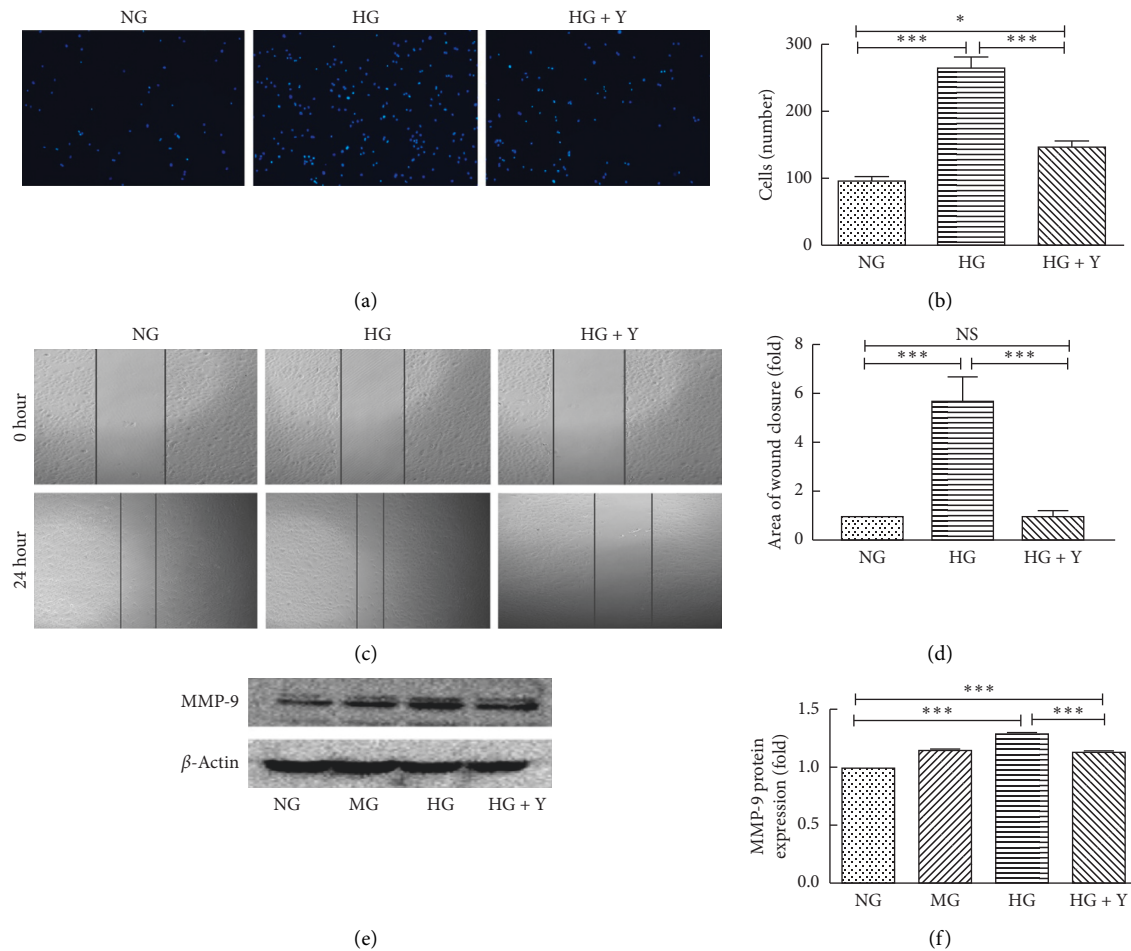 NG HG HG + Y
(a)
* 
*** ***
300
200
100
0
Cells (number)
NG HG HG + Y
(b)
NG HG HG + Y
0 hour
24 hour
(c)
NS
*** ***
8
6
4
2
0
Area of wound closure (fold)
NG HG HG + Y
(d)
MMP-9
β-Actin
NG MG HG HG + Y
(e)
***
*** ***
1.5
1.0
0.5
0.0
MMP-9 protein
expression (fold)
NG MG HG HG + Y
(f)